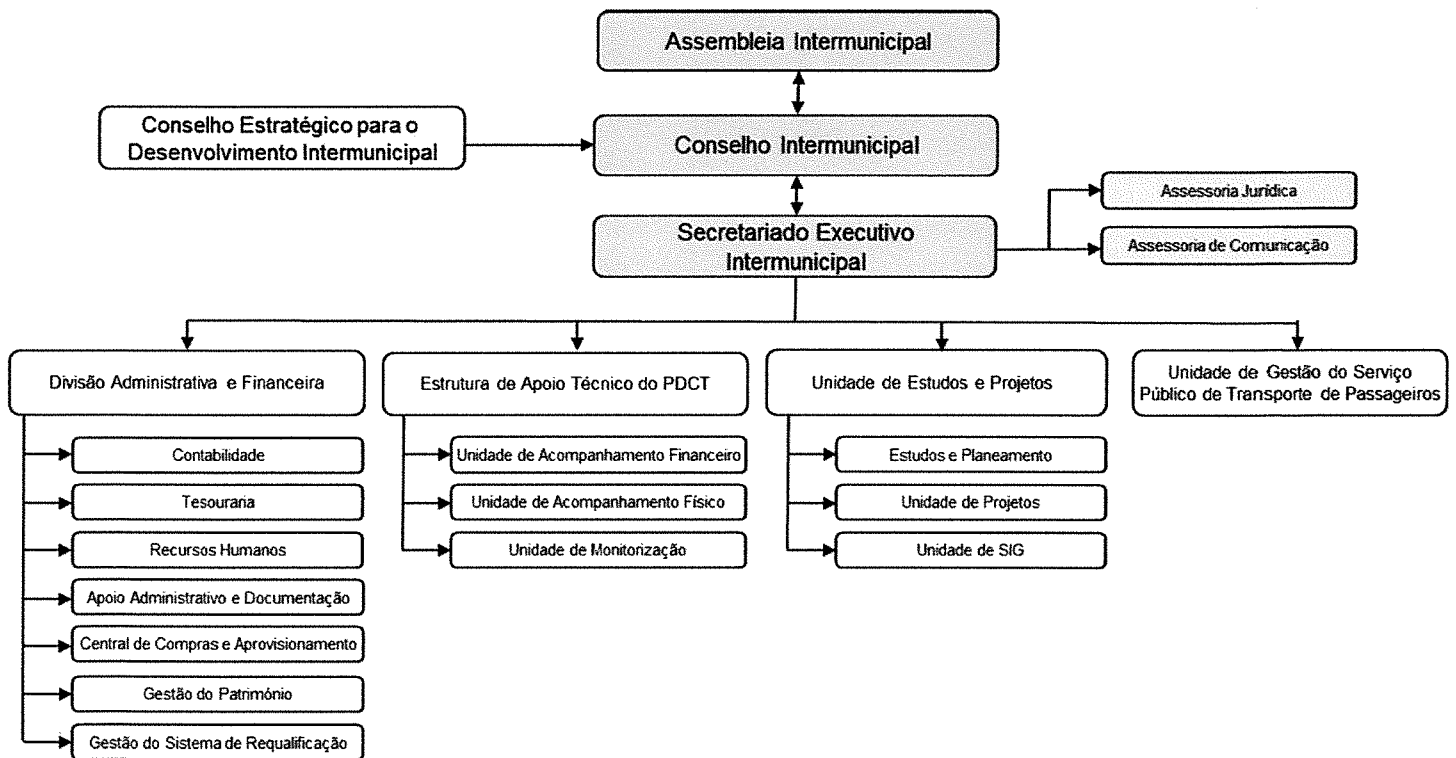 Assembleia Intermunicipal
Conselho Estratégico para o
Desenvolvimento Intermunicipal
Conselho Intermunicipal
Secretariado Executivo
Intermunicipal
Assessoria Jurídica
Assessoria de Comunicação
Divisão Administrativa e Financeira
Contabilidade
Tesouraria
Recursos Humanos
Apoio Administrativo e Documentação
Central de Compras e Aprovisionamento
Gestão do Património
Gestão do Sistema de Requalificação
Estrutura de Apoio Técnico do PDCT
Unidade de Acompanhamento Financeiro
Unidade de Acompanhamento Físico
Unidade de Monitorização
Unidade de Estudos e Projetos
Estudos e Planeamento
Unidade de Projetos
Unidade de SIG
Unidade de Gestão do Serviço
Público de Transporte de Passageiros